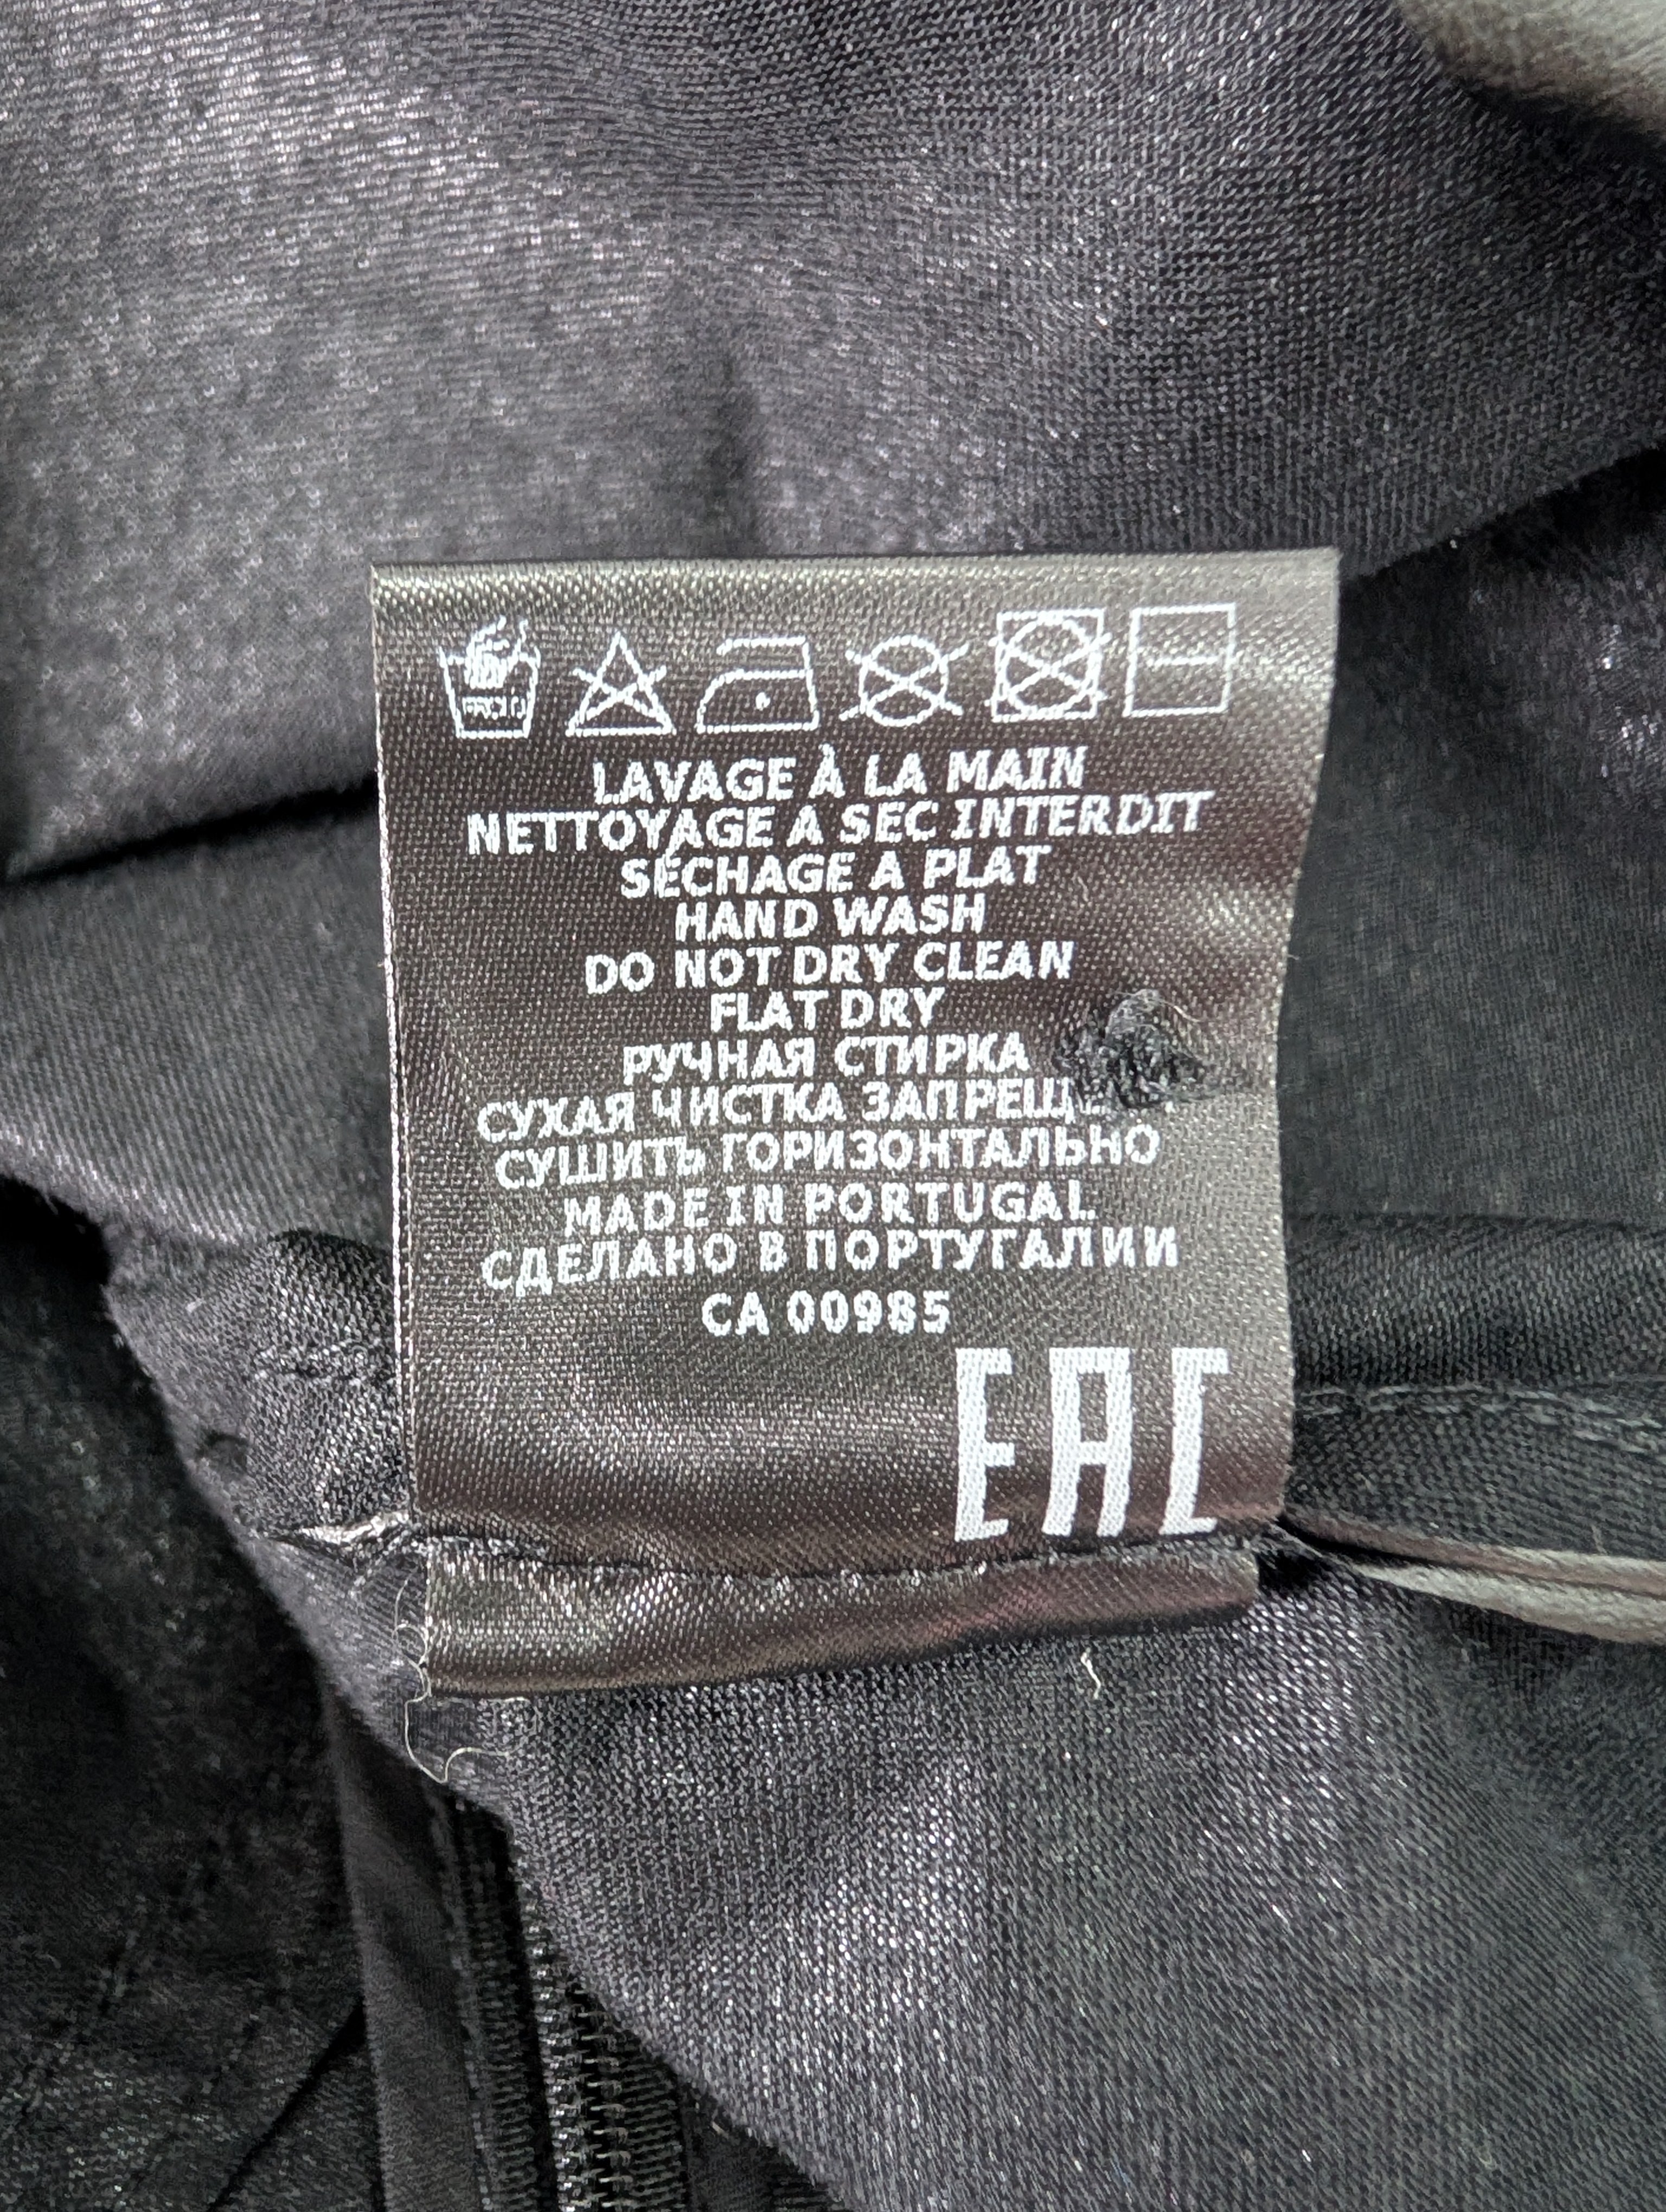 LAVAGE À LA MAIN
NETTOYAGE A SEC INTERDIT
SÉCHAGE A PLAT
HAND WASH
DO NOT DRY CLEAN
FLAT DRY
РУЧНАЯ СТИРКА
СУХАЯ ЧИСТКА
СУШИТЬ ГОРИЗОНТАЛЬНО
MADE IN PORTUGAL
СДЕЛАНО В ПОРТУГАЛИИ
CA 00985
EAC